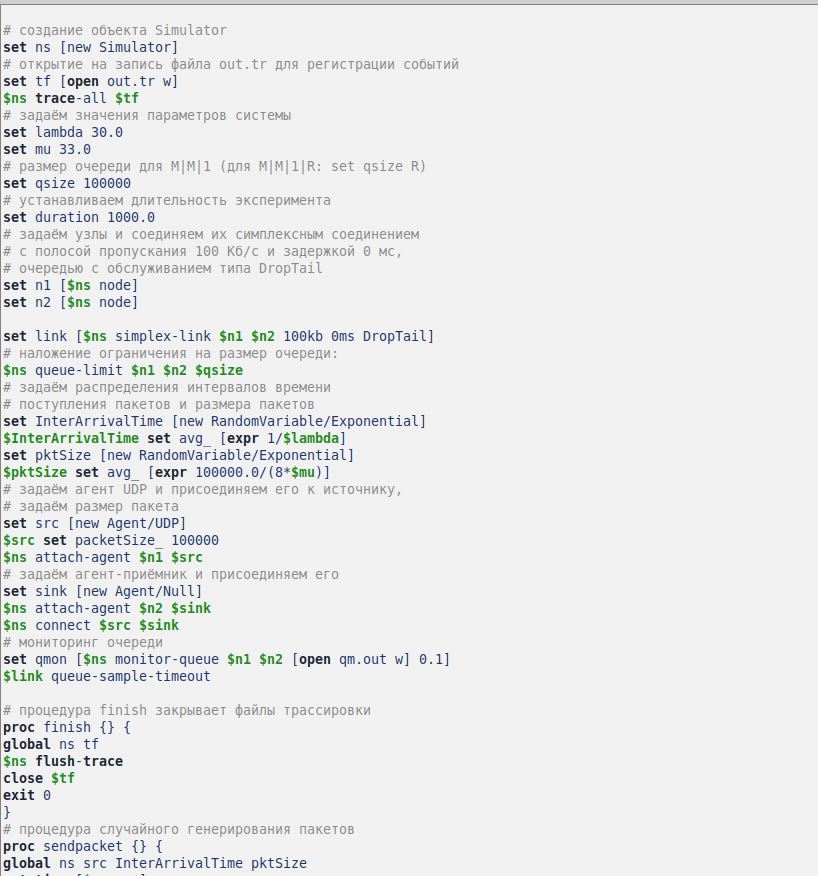 # создание объекта Simulator
set ns [new Simulator]
# открытие на запись файла out.tr для регистрации событий
set tf [open out.tr w]
$ns trace-all $tf
# задаём значения параметров системы
set lambda 30.0
set mu 33.0
# размер очереди для M|M|1 (для M|M|1|R: set qsize R)
set qsize 100000
# устанавливаем длительность эксперимента
set duration 1000.0
# задаём узлы и соединяем их симплексным соединением
# с полосой пропускания 100 Кб/с и задержкой 0 мс,
# очередью с обслуживанием типа DropTail
set n1 [$ns node]
set n2 [$ns node]
set link [$ns simplex-link $n1 $n2 100kb 0ms DropTail]
# наложение ограничения на размер очереди:
$ns queue-limit $n1 $n2 $qsize
# задаём распределения интервалов времени
# поступления пакетов и размера пакетов
set InterArrivalTime [new RandomVariable/Exponential]
$InterArrivalTime set avg_ [expr 1/$lambda]
set pktSize [new RandomVariable/Exponential]
$pktSize set avg_ [expr 100000.0/(8*$mu)]
# задаём агент UDP и присоединяем его к источнику,
# задаём размер пакета
set src [new Agent/UDP]
$src set packetSize_ 100000
$ns attach-agent $n1 $src
# задаём агент-приёмник и присоединяем его
set sink [new Agent/Null]
$ns attach-agent $n2 $sink
$ns connect $src $sink
# мониторинг очереди
set qmon [$ns monitor-queue $n1 $n2 [open qm.out w] 0.1]
$link queue-sample-timeout
# процедура finish закрывает файлы трассировки
proc finish {} {
global ns tf
$ns flush-trace
close $tf
exit 0
}
# процедура случайного генерирования пакетов
proc sendpacket {} {
global ns src InterArrivalTime pktSize